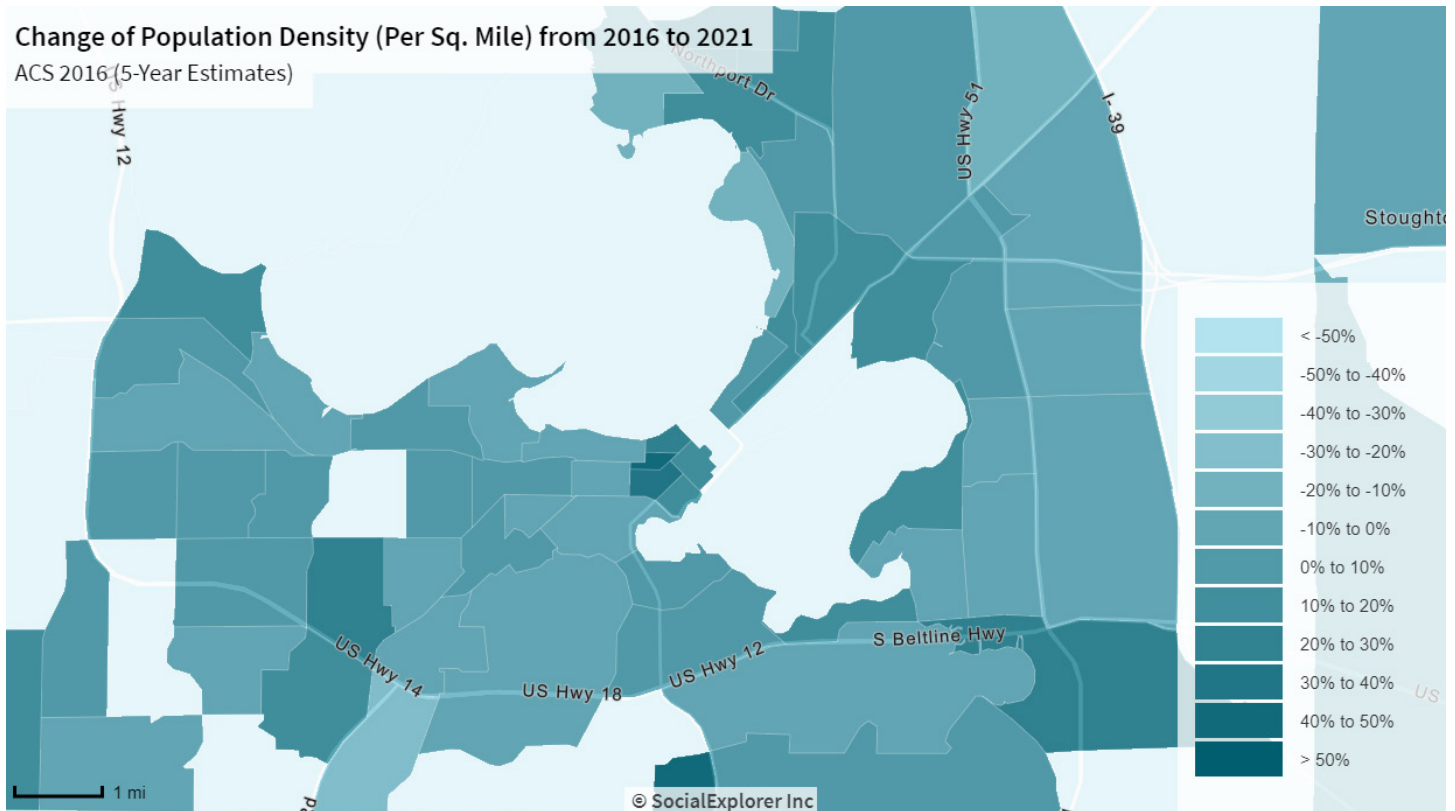 Change of Population Density (Per Sq. Mile) from 2016 to 2021
ACS 2016 (5-Year Estimates)
Northport Dr
US Hwy 12
US Hwy 51
I- 39
Stoughto
< -50%
-50% to -40%
-40% to -30%
-30% to -20%
-20% to -10%
-10% to 0%
0% to 10%
10% to 20%
20% to 30%
30% to 40%
40% to 50%
> 50%
S Beltline Hwy
US Hwy 12
US Hwy 14
US Hwy 18
US
1 mi
© SocialExplorer Inc